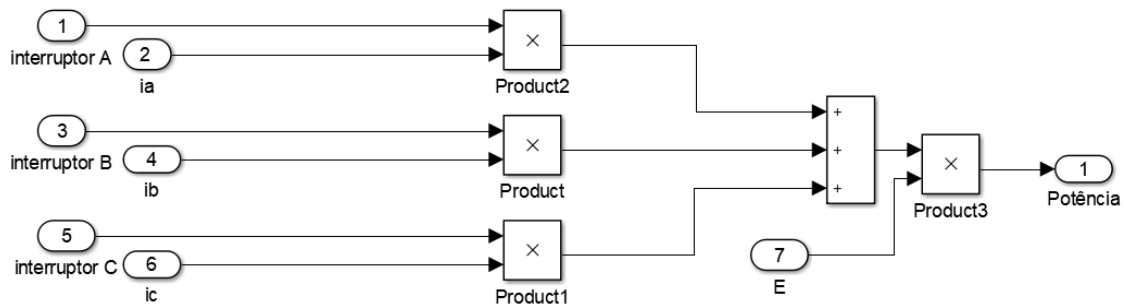 1
interruptor A
2
ia
×
Product2
3
interruptor B
4
ib
×
Product
5
interruptor C
6
ic
×
Product1
+
+
+
7
E
×
Product3
1
Potência